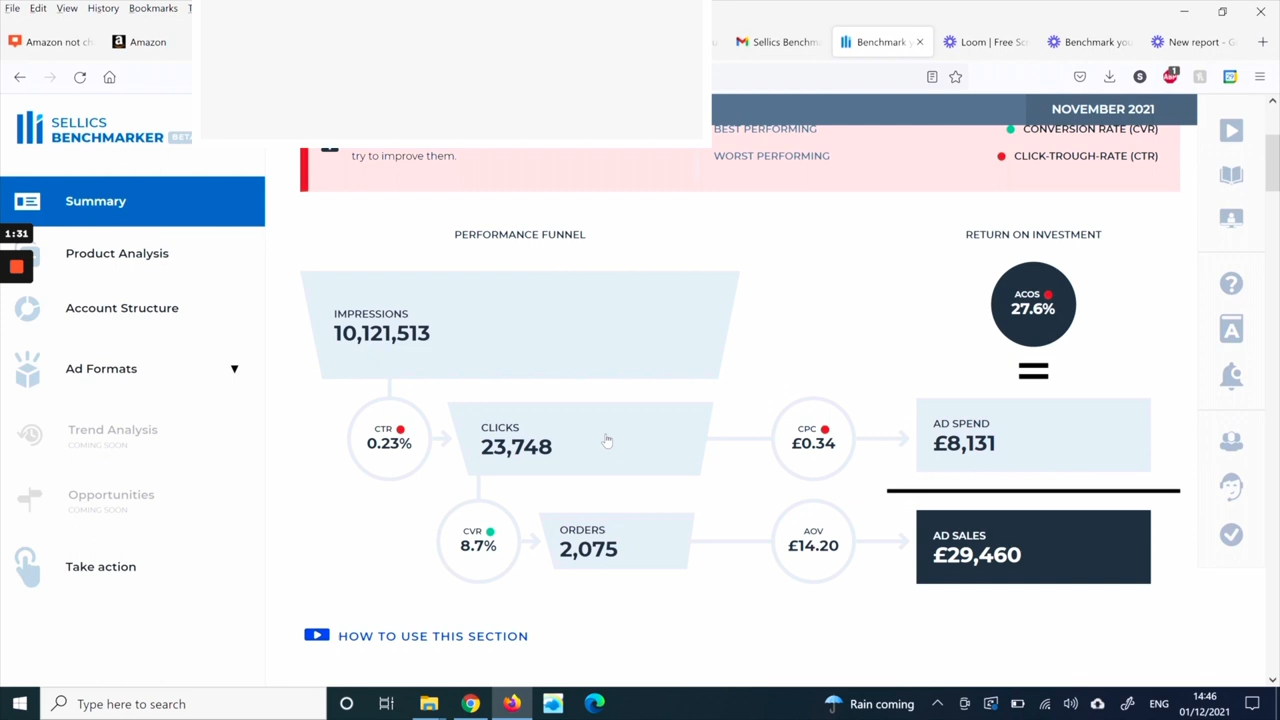 File Edit View History Bookmarks
Amazon not ch
Amazon
Sellics Benchm
Benchmark y
Loom | Free Scr
Benchmark you
New report - G
SELLICS
BENCHMARKER BETA
NOVEMBER 2021
try to improve them.
BEST PERFORMING
CONVERSION RATE (CVR)
WORST PERFORMING
CLICK-TROUGH-RATE (CTR)
Summary
1:31
Product Analysis
Account Structure
Ad Formats
Trend Analysis
COMING SOON
Opportunities
COMING SOON
Take action
PERFORMANCE FUNNEL
RETURN ON INVESTMENT
IMPRESSIONS
10,121,513
ACOS
27.6%
=
CTR
0.23%
CLICKS
23,748
CPC
£0.34
AD SPEND
£8,131
CVR
8.7%
ORDERS
2,075
AOV
£14.20
AD SALES
£29,460
HOW TO USE THIS SECTION
Type here to search
Rain coming
ENG
14:46
01/12/2021